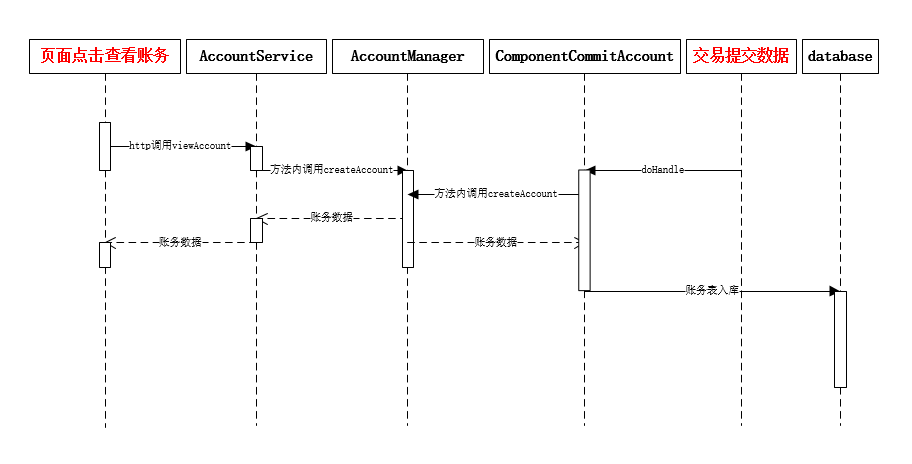 页面点击查看账务
AccountService
AccountManager
ComponentCommitAccount
交易提交数据
database
http调用viewAccount
方法内调用createAccount
doHandle
方法内调用createAccount
账务数据
账务数据
账务数据
账务表入库